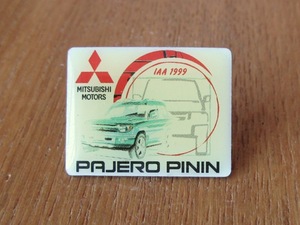 IAA 1999
MITSUBISHI
MOTORS
PAJERO PININ